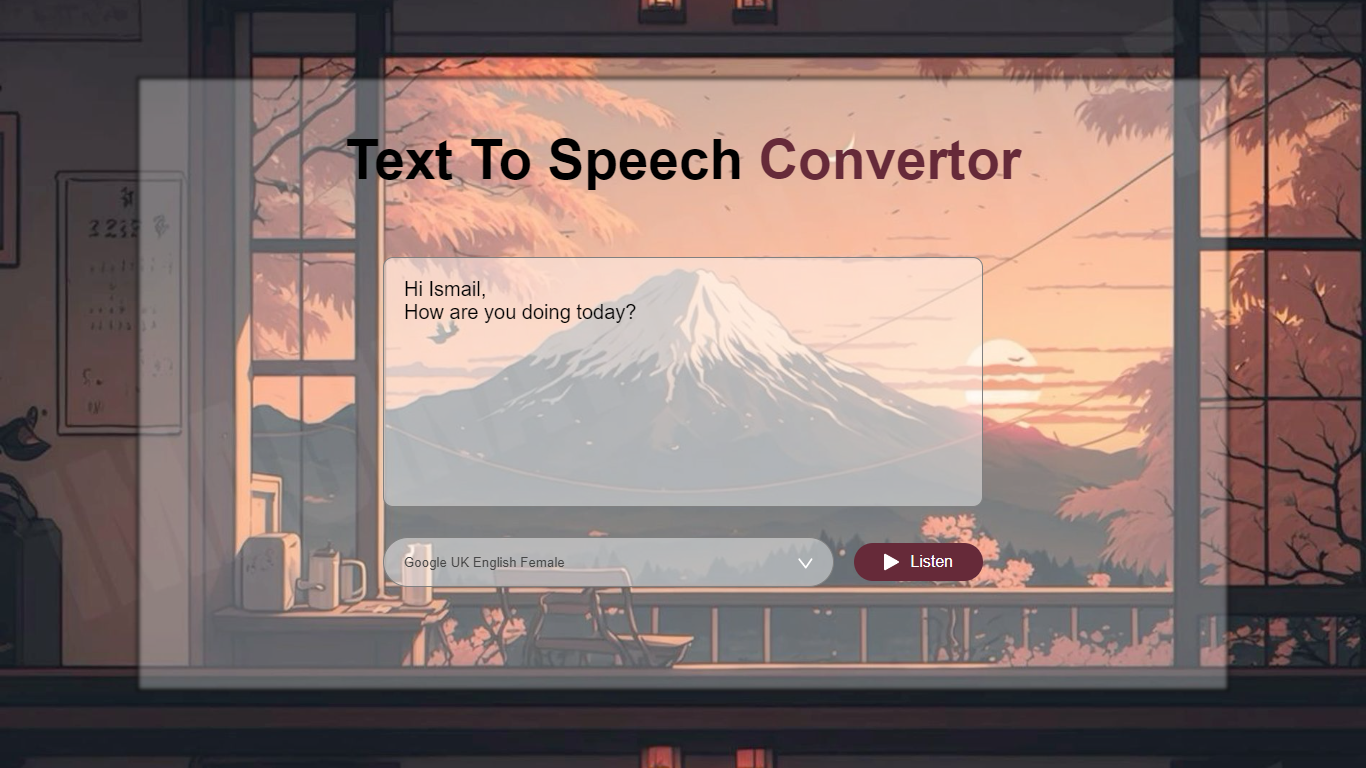 Text To Speech Convertor
Hi Ismail,
How are you doing today?
Google UK English Female
Listen